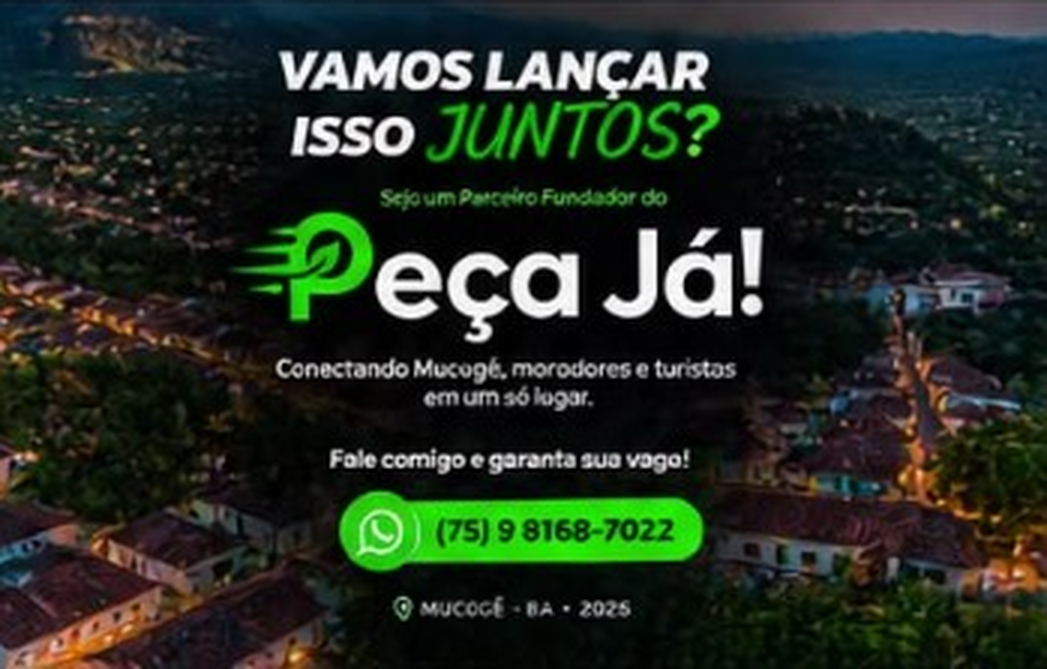 VAMOS LANÇAR
ISSO JUNTOS?
Seja um Parceiro Fundador do
Peça Já!
Conectando Mucugê, moradores e turistas
em um só lugar.
Fale comigo e garanta sua vaga!
(75) 9 8168-7022
MUCUGÊ - BA • 2026